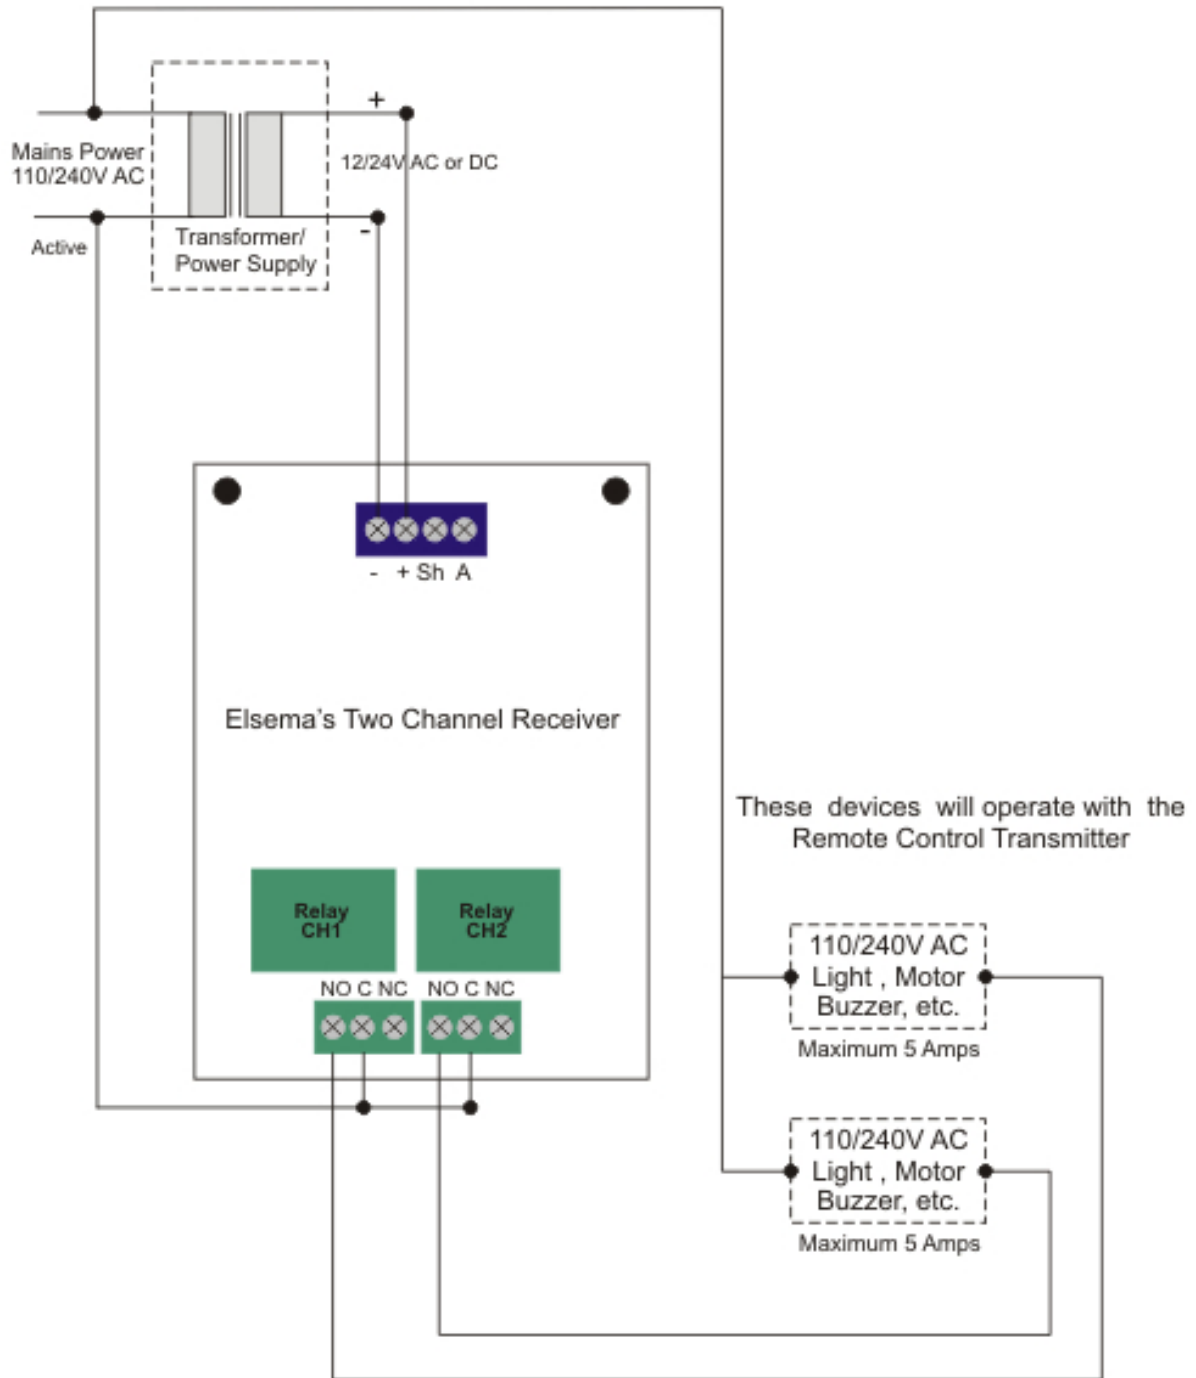 +
Mains Power
110/240V AC
12/24V AC or DC
Active
Transformer/
Power Supply
-
- + Sh A
Elsema's Two Channel Receiver
These devices will operate with the
Remote Control Transmitter
Relay
CH1
Relay
CH2
NO C NC
NO C NC
110/240V AC
Light , Motor
Buzzer, etc.
Maximum 5 Amps
110/240V AC
Light , Motor
Buzzer, etc.
Maximum 5 Amps